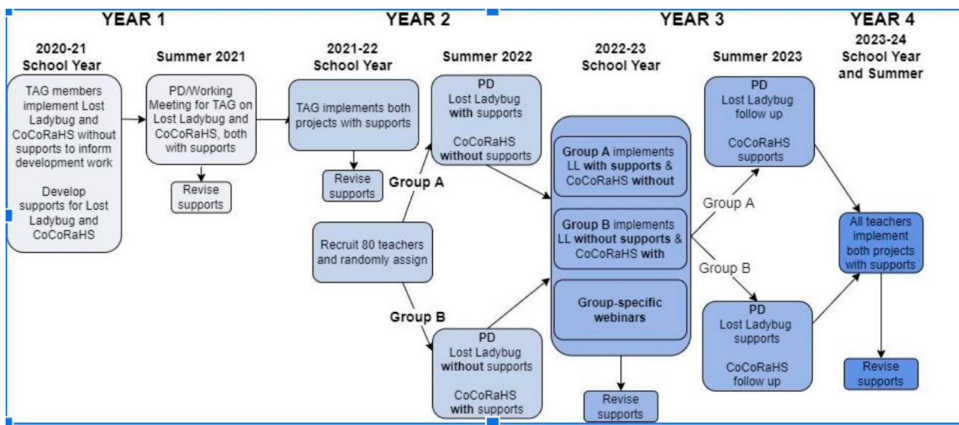 YEAR 1
YEAR 2
YEAR 3
YEAR 4
2020-21
School Year
Summer 2021
2021-22
School Year
Summer 2022
2022-23
School Year
Summer 2023
2023-24
School Year
and Summer
TAG members
implement Lost
Ladybug and
CoCoRaHS without
supports to inform
development work
Develop
supports for Lost
Ladybug and
CoCoRaHS
PD/Working
Meeting for TAG on
Lost Ladybug and
CoCoRaHS, both
with supports
Revise
supports
TAG implements both
projects with supports
Revise
supports
Group A
Recruit 80 teachers
and randomly assign
Group B
PD
Lost Ladybug
with supports
CoCoRaHS
without supports
PD
Lost Ladybug
without supports
CoCoRaHS
with supports
Group A implements
LL with supports &
CoCoRaHS without
Group B implements
LL without supports &
CoCoRaHS with
Group-specific
webinars
Revise
supports
Group A
Group B
PD
Lost Ladybug
follow up
CoCoRaHS
supports
PD
Lost Ladybug
supports
CoCoRaHS
follow up
All teachers
implement
both projects
with supports
Revise
supports